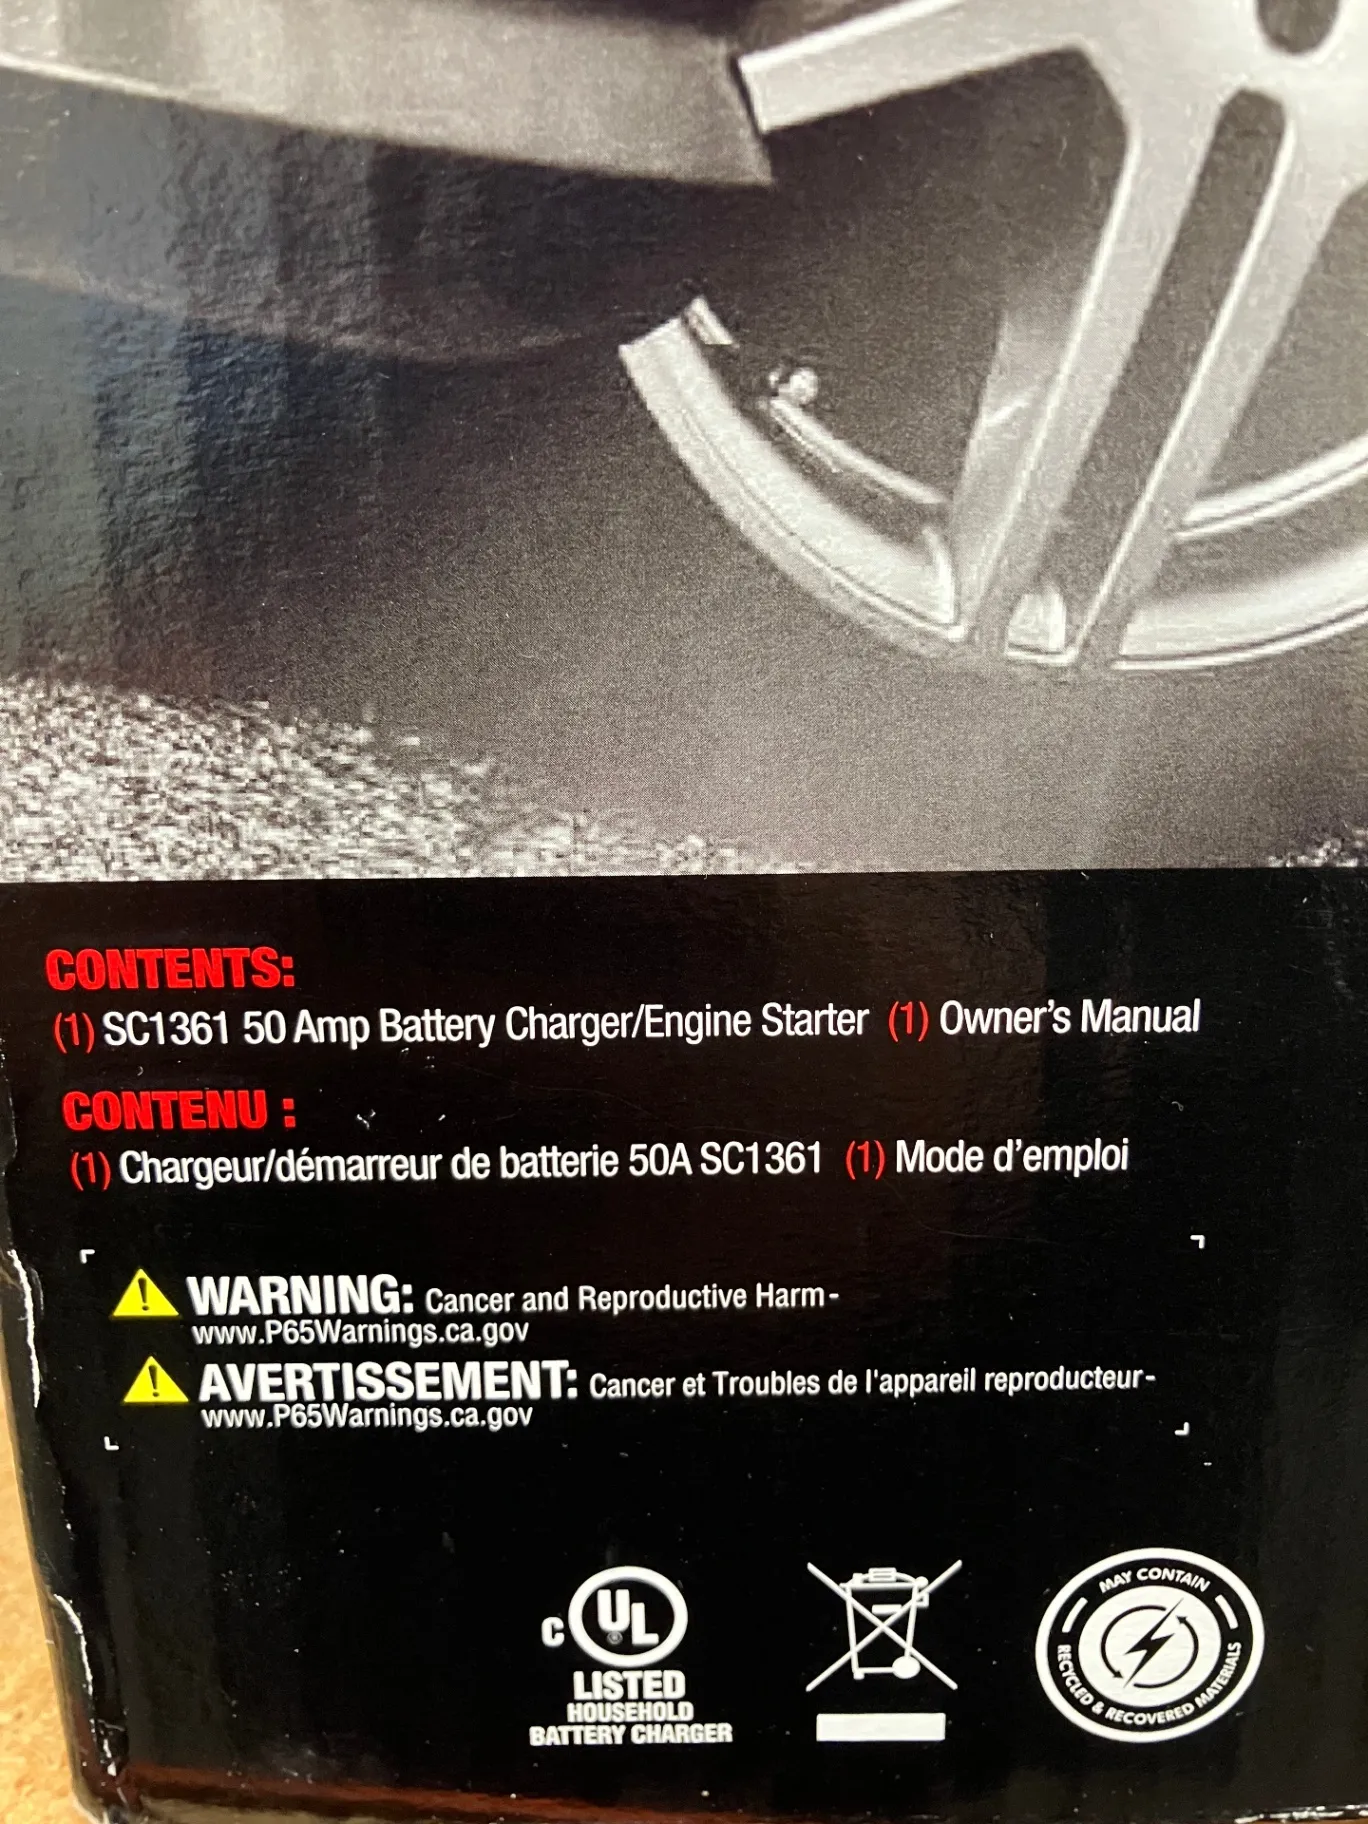 CONTENTS:
(1) SC1361 50 Amp Battery Charger/Engine Starter (1) Owner's Manual
CONTENU :
(1) Chargeur/démarreur de batterie 50A SC1361 (1) Mode d'emploi
WARNING: Cancer and Reproductive Harm-
www.P65Warnings.ca.gov
AVERTISSEMENT: Cancer et Troubles de l'appareil reproducteur-
www.P65Warnings.ca.gov
C UL
LISTED
HOUSEHOLD
BATTERY CHARGER
MAY CONTAIN
RECYCLED & RECOVERED MATERIALS